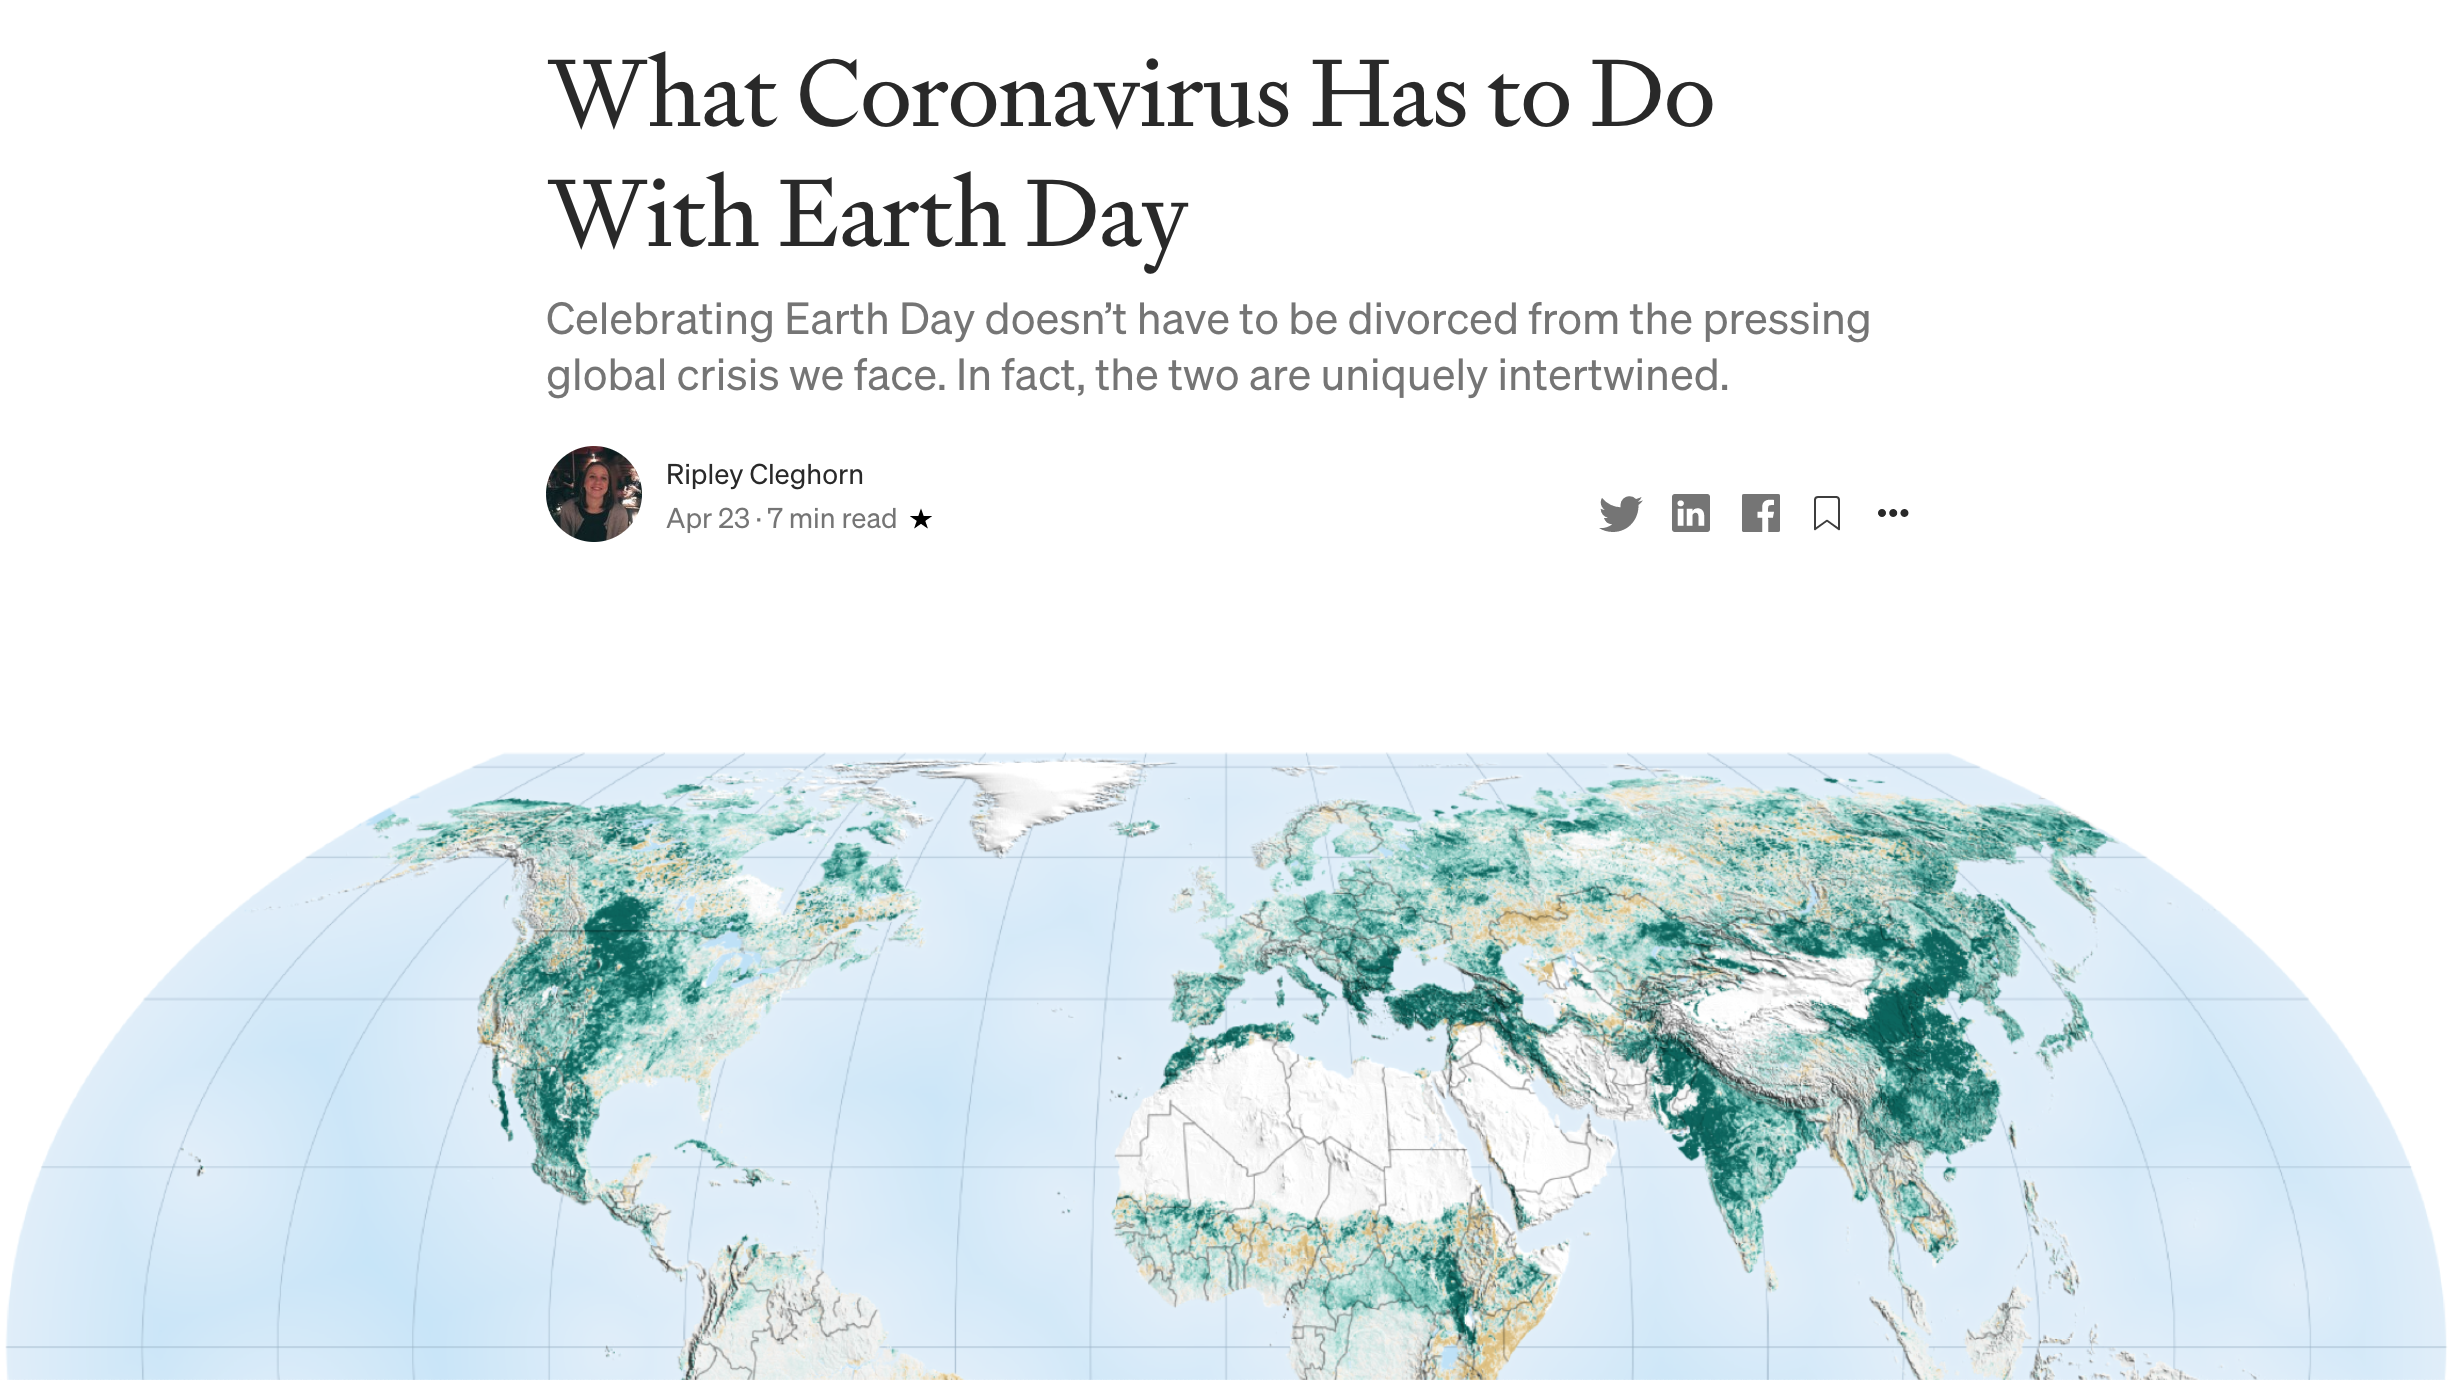 What Coronavirus Has to Do
With Earth Day
Celebrating Earth Day doesn’t have to be divorced from the pressing
global crisis we face. In fact, the two are uniquely intertwined.
Ripley Cleghorn
Apr 23 · 7 min read ★